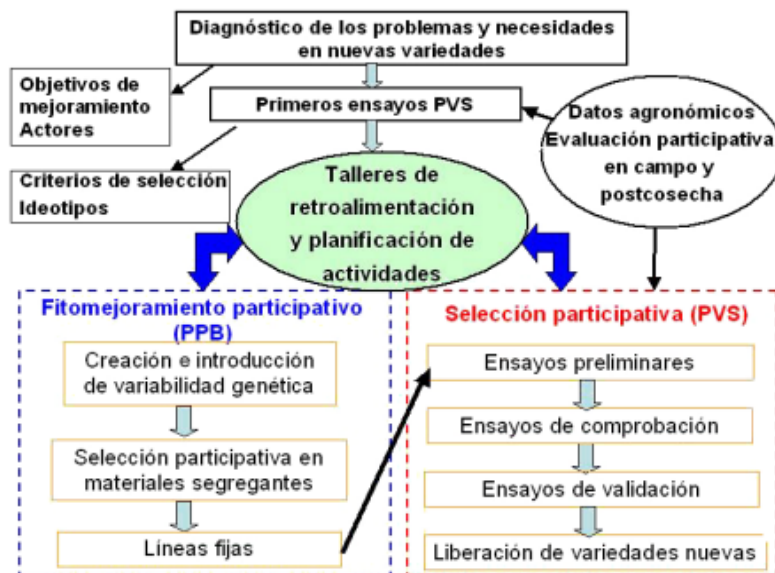 Diagnóstico de los problemas y necesidades
en nuevas variedades
Objetivos de
mejoramiento
Actores
Primeros ensayos PVS
Datos agronómicos
Evaluación participativa
en campo y
postcosecha
Criterios de selección
Ideotipos
Talleres de
retroalimentación
y planificación de
actividades
Fitomejoramiento participativo
(PPB)
Creación e introducción
de variabilidad genética
Selección participativa en
materiales segregantes
Líneas fijas
Selección participativa (PVS)
Ensayos preliminares
Ensayos de comprobación
Ensayos de validación
Liberación de variedades nuevas